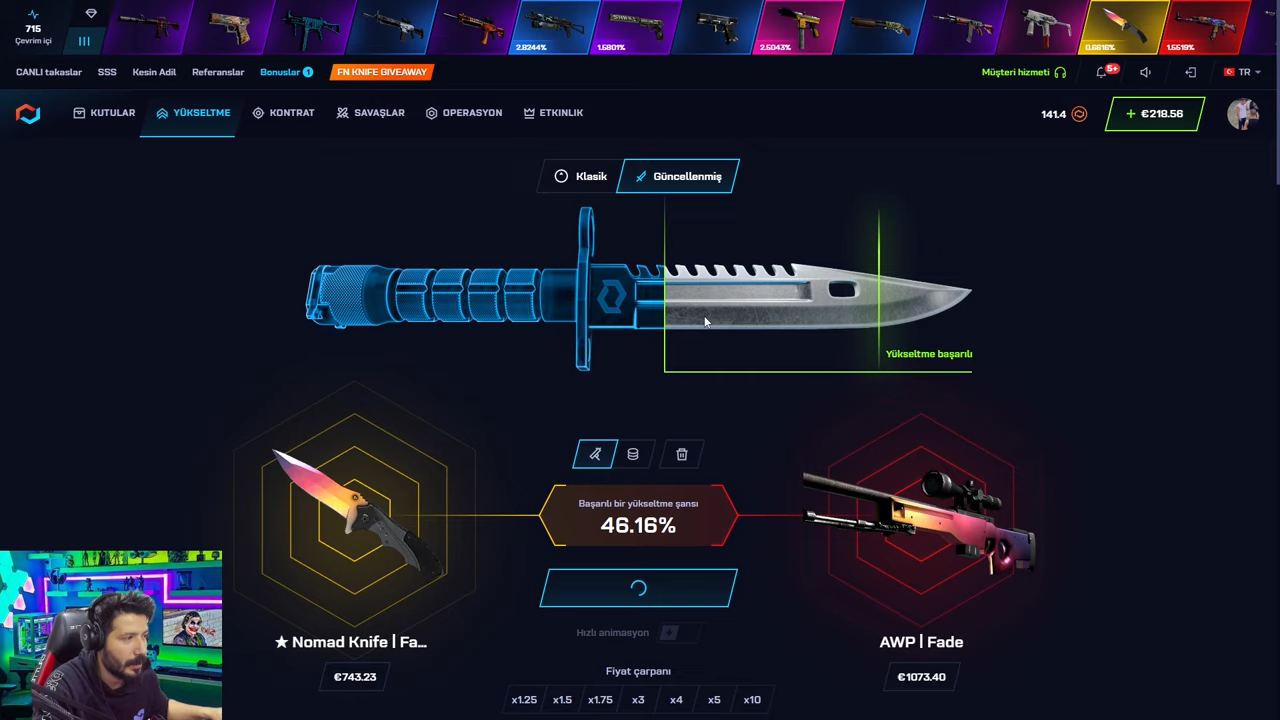 715
Çevrim içi
2.8244%
1.5801%
2.5043%
0.6616%
1.5519%
CANLI takaslar
SSS
Kesin Adil
Referanslar
Bonuslar 1
FN KNIFE GIVEAWAY
Müşteri hizmeti
5+
TR
KUTULAR
YÜKSELTME
KONTRAT
SAVAŞLAR
OPERASYON
ETKINLIK
141.4
+ €218.56
Klasik
Güncellenmiş
Yükseltme başarılı
Başarılı bir yükseltme şansı
46.16%
Hızlı animasyon
★ Nomad Knife | Fa...
€743.23
AWP | Fade
€1073.40
Fiyat çarpanı
x1.25
x1.5
x1.75
x3
x4
x5
x10